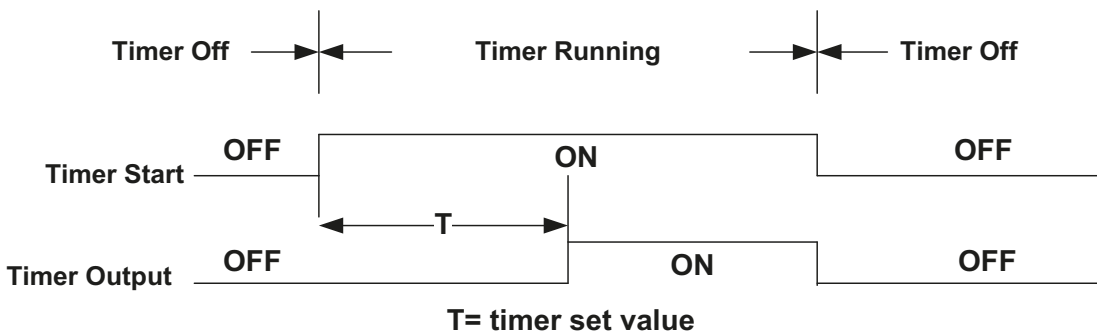 Timer Off
Timer Running
Timer Off
OFF
ON
OFF
Timer Start
T
OFF
ON
OFF
Timer Output
T= timer set value